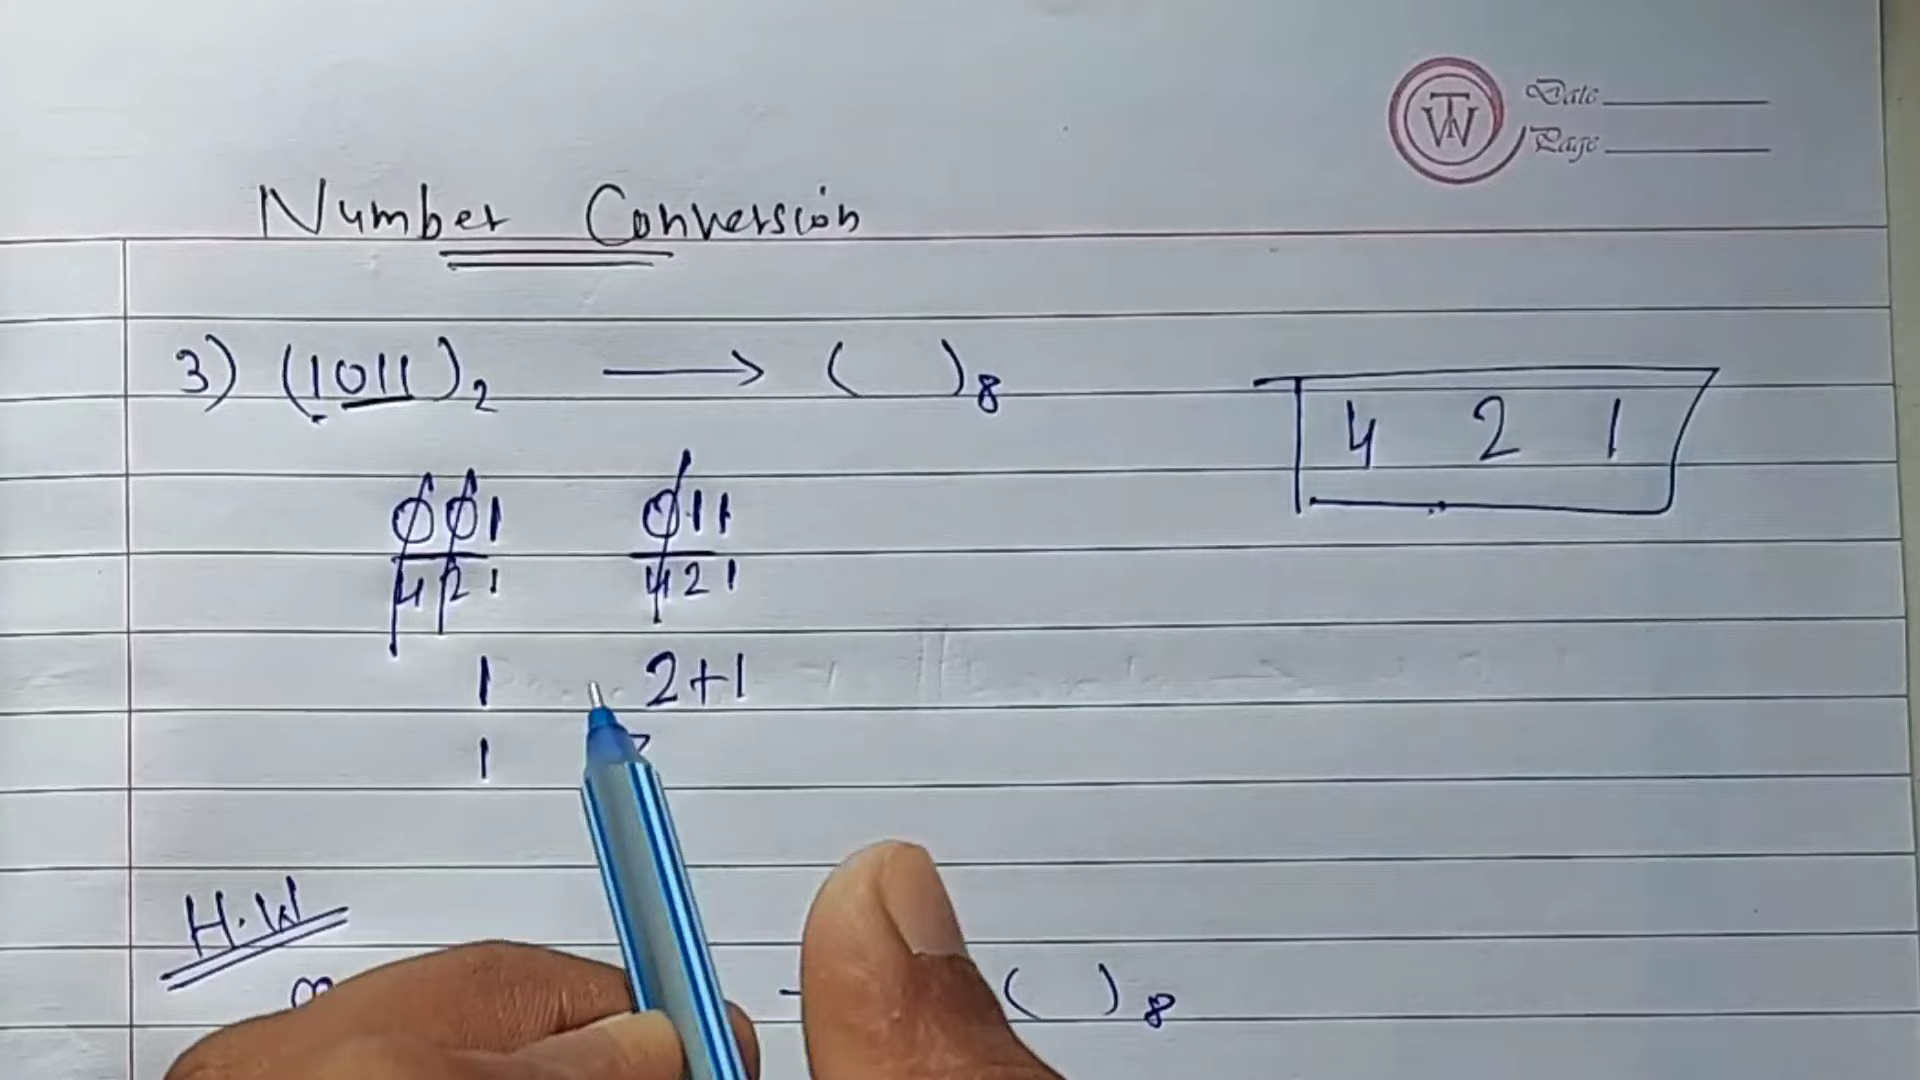 TWN
Date
Page
Number Conversion
3) (1011)₂ ⟶ ( )₈
4 2 1
001 011
421 421
1 2+1
1
H.W
( )₈